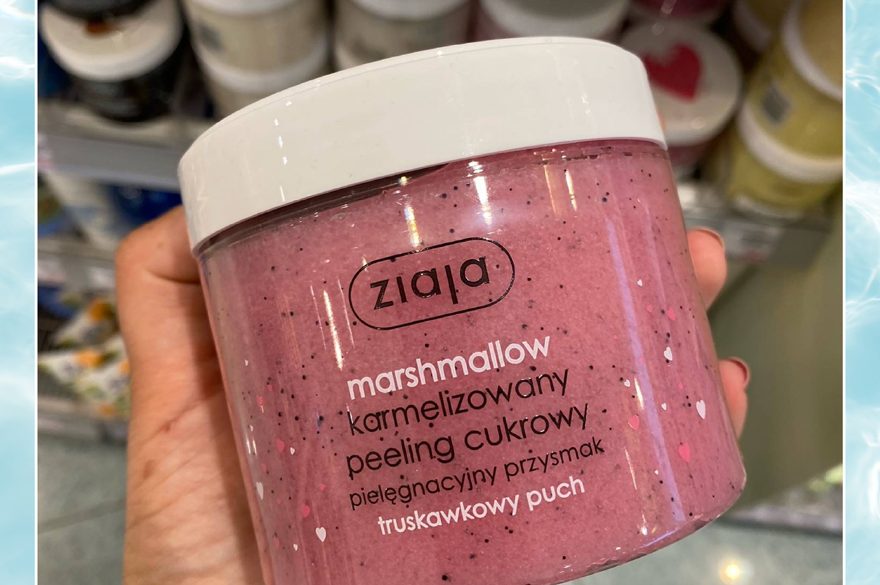 ziaja
marshmallow
karmelizowany
peeling cukrowy
pielęgnacyjny przysmak
truskawkowy puch